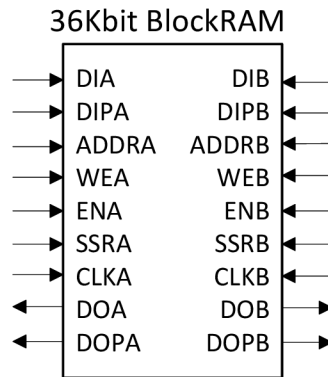 36Kbit BlockRAM
DIA DIB
DIPA DIPB
ADDRA ADDRB
WEA WEB
ENA ENB
SSRA SSRB
CLKA CLKB
DOA DOB
DOPA DOPB